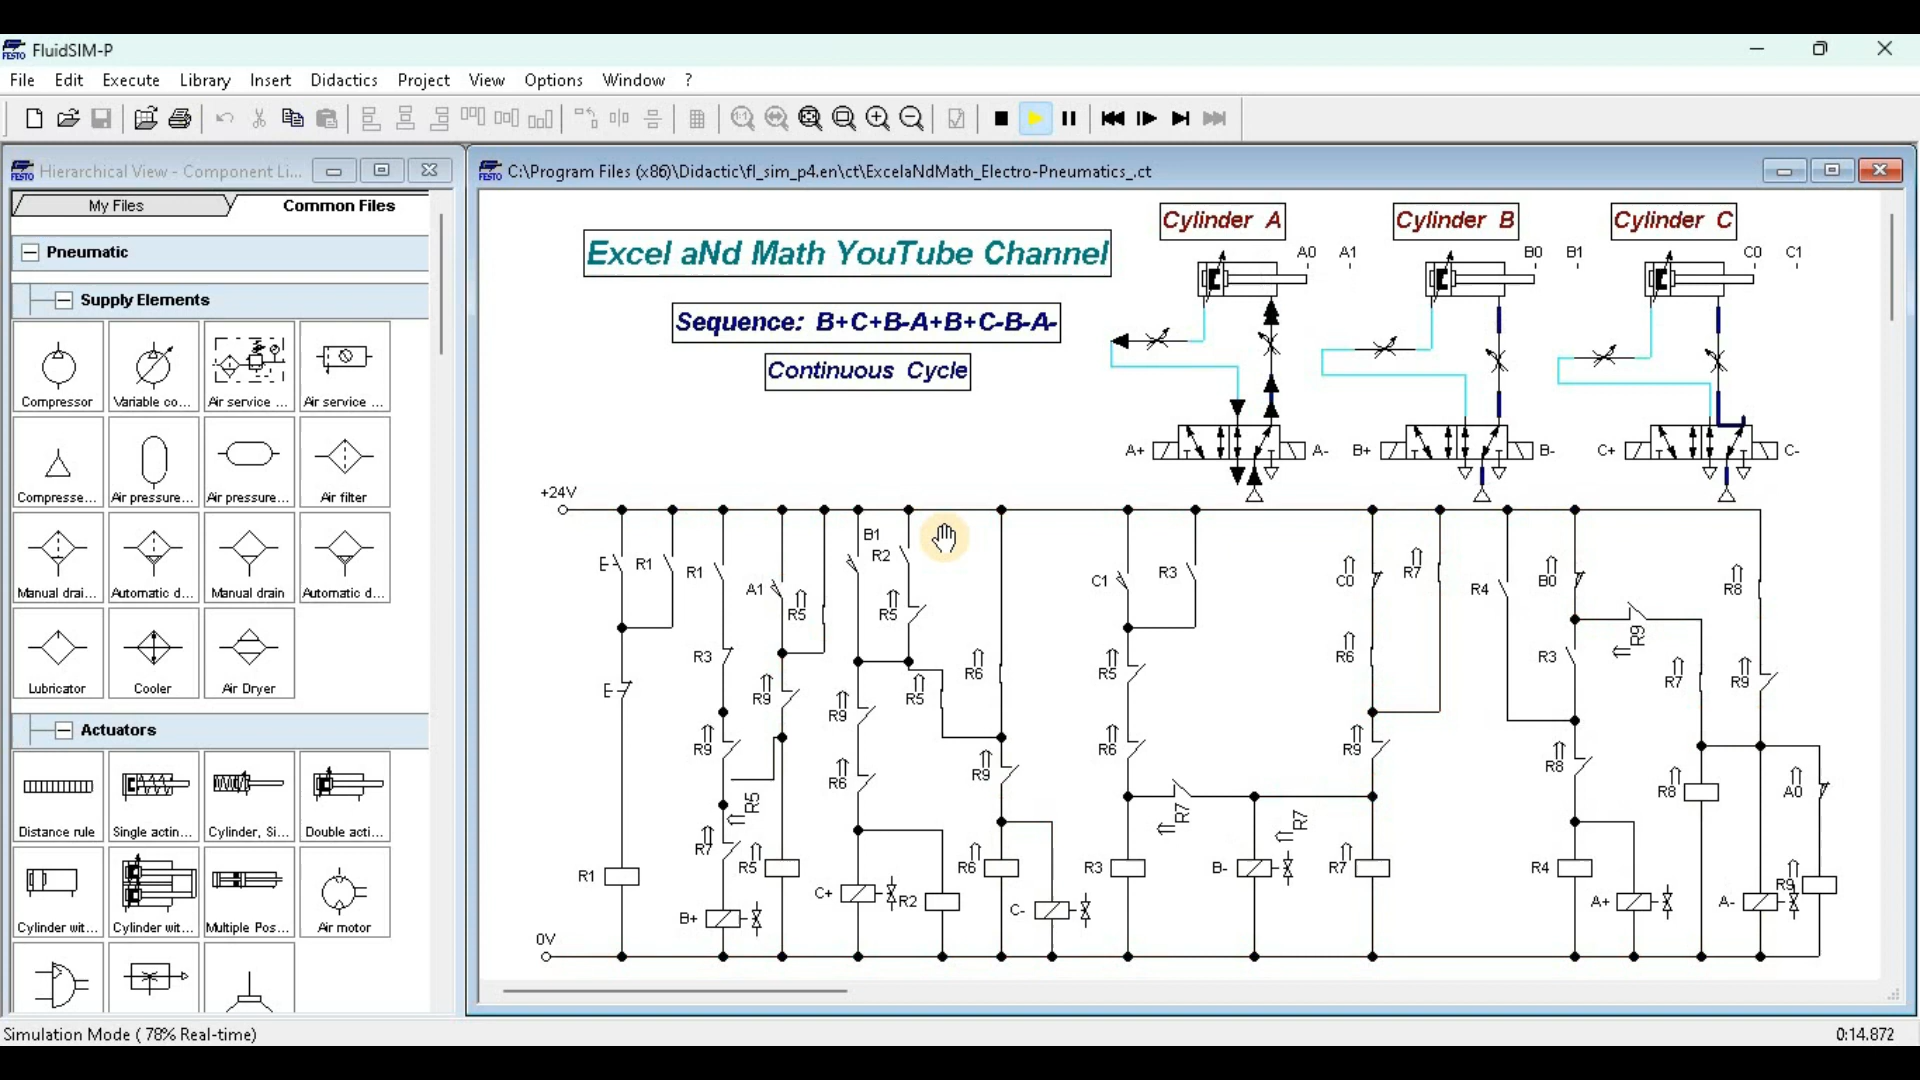 FluidSIM-P
File Edit Execute Library Insert Didactics Project View Options Window ?
FESTO Hierarchical View - Component Li...
My Files Common Files
Pneumatic
Supply Elements
Compressor Variable co... Air service ... Air service ...
Compresse... Air pressure... Air pressure... Air filter
Manual drai... Automatic d... Manual drain Automatic d...
Lubricator Cooler Air Dryer
Actuators
Distance rule Single actin... Cylinder, Si... Double acti...
Cylinder wit... Cylinder wit... Multiple Pos... Air motor
FESTO C:\Program Files (x86)\Didactic\fl_sim_p4.en\ct\ExcelaNdMath_Electro-Pneumatics_.ct
Excel aNd Math YouTube Channel
Sequence: B+C+B-A+B+C-B-A-
Continuous Cycle
Cylinder A Cylinder B Cylinder C
A0 A1 B0 B1 C0 C1
A+ A- B+ B- C+ C-
+24V
B1
R2
E R1 R1 C1 R3 C0 R7 B0
A1 R5 R5 R4 R8
R9
R3 R6 R5 R6 R3
E R9 R5 R7 R9
R9
R9 R6 R9 R8
R6 R9 R8 A0
R5 R7 R7
R7 R5 R6 R3 B- R7 R4
R1 R9
C+ R2 C- A+ A-
B+
0V
Simulation Mode ( 78% Real-time) 0:14.872